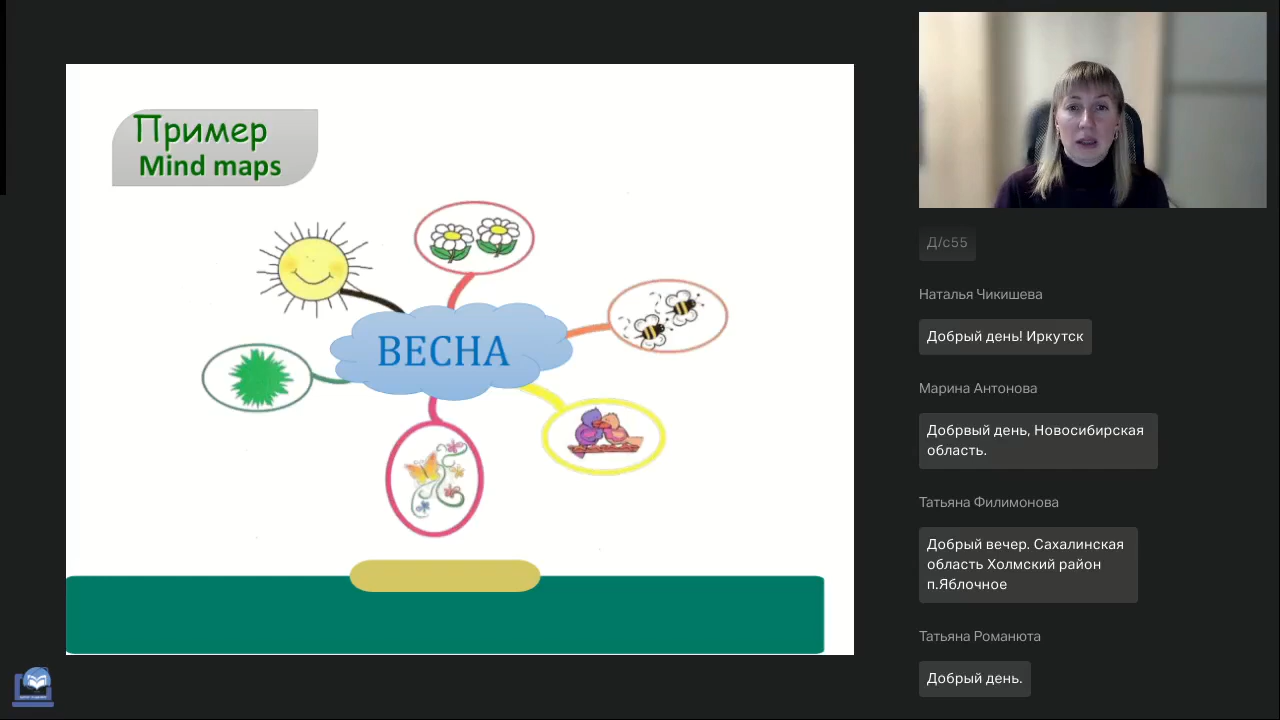 Пример
Mind maps
ВЕСНА
Д/с55
Наталья Чикишева
Добрый день! Иркутск
Марина Антонова
Добрвый день, Новосибирская
область.
Татьяна Филимонова
Добрый вечер. Сахалинская
область Холмский район
п.Яблочное
Татьяна Романюта
Добрый день.